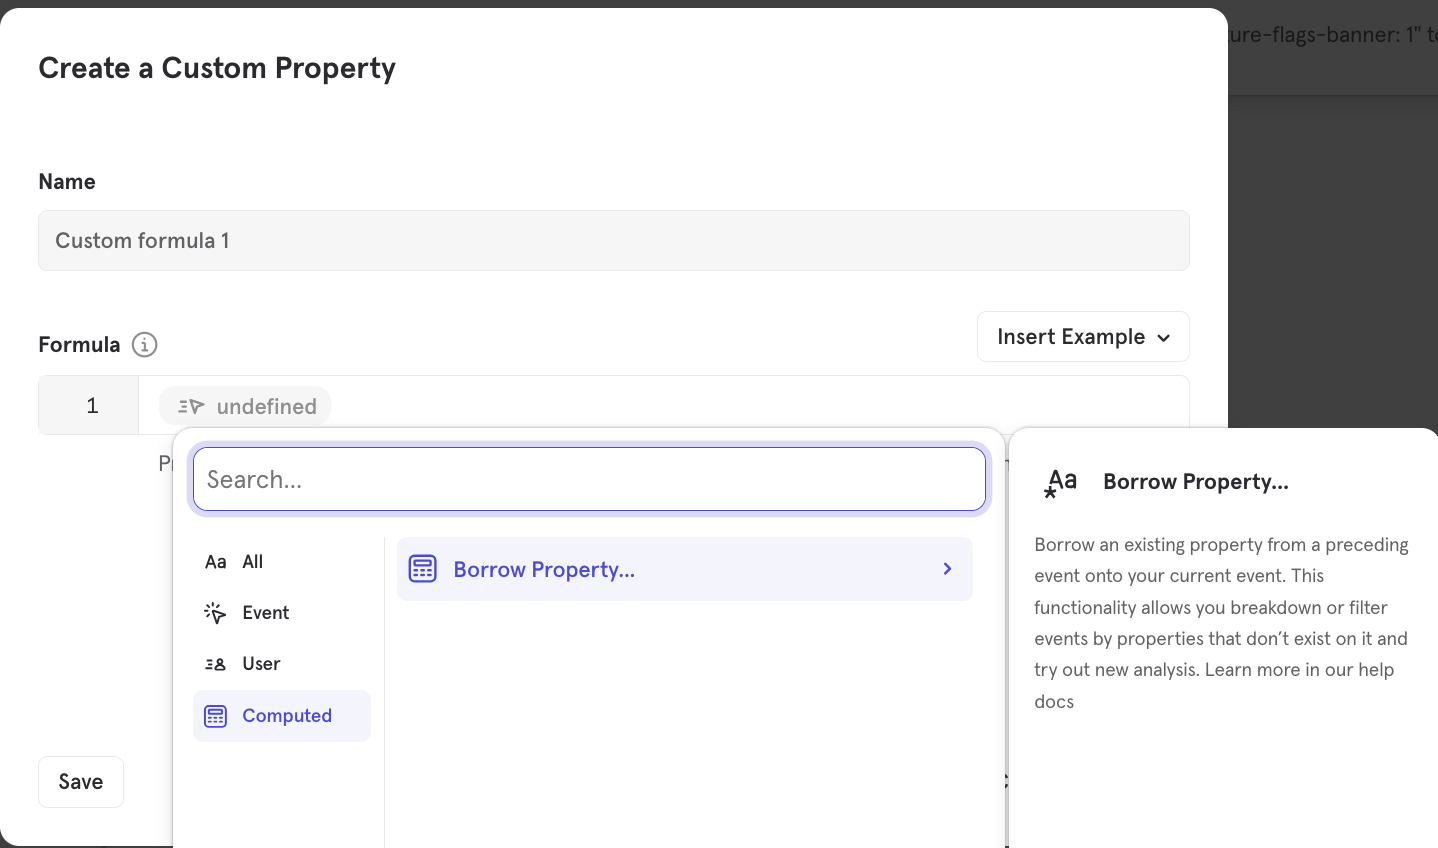 ure-flags-banner: 1" to
Create a Custom Property
Name
Custom formula 1
Formula
Insert Example
1
undefined
Search...
Aa All
Event
User
Computed
Borrow Property...
Aa Borrow Property...
Borrow an existing property from a preceding
event onto your current event. This
functionality allows you breakdown or filter
events by properties that don’t exist on it and
try out new analysis. Learn more in our help
docs
Save